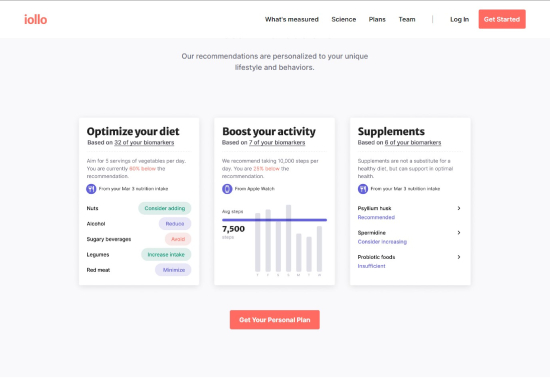 iollo
What's measured Science Plans Team Log In Get Started
Our recommendations are personalized to your unique
lifestyle and behaviors.
Optimize your diet
Based on 32 of your biomarkers
Aim for 5 servings of vegetables per day.
You are currently 80% below the
recommendation.
From your Mar 3 nutrition intake
Nuts Consider adding
Alcohol Reduce
Sugary beverages Avoid
Legumes Increase intake
Red meat Minimize
Boost your activity
Based on 7 of your biomarkers
We recommend taking 10,000 steps per
day. You are 25% below the
recommendation.
From Apple Watch
Avg steps
7,500
steps
Supplements
Based on 8 of your biomarkers
Supplements are not a substitute for a
healthy diet, but can support in optimal
health.
From your Mar 3 nutrition intake
Psyllium husk
Recommended
Spermidine
Consider increasing
Probiotic foods
Insufficient
Get Your Personal Plan